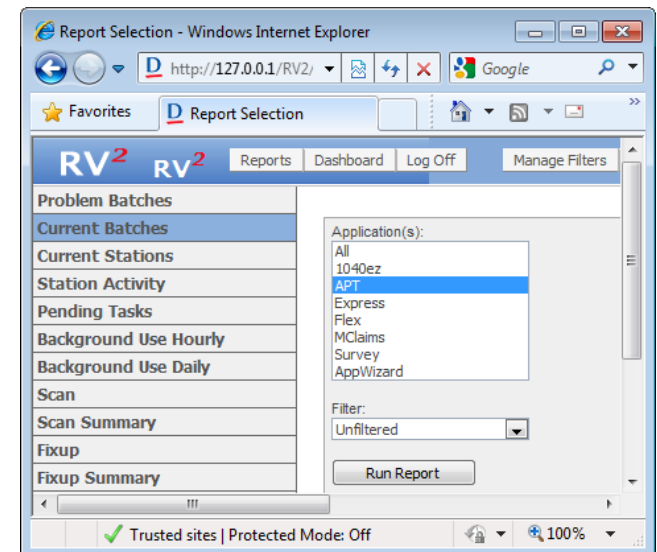 Report Selection - Windows Internet Explorer
D http://127.0.0.1/RV2/
Google
Favorites
D Report Selection
»
RV2 RV2 Reports Dashboard Log Off Manage Filters
Problem Batches
Current Batches
Current Stations
Station Activity
Pending Tasks
Background Use Hourly
Background Use Daily
Scan
Scan Summary
Fixup
Fixup Summary
Application(s):
All
1040ez
APT
Express
Flex
MClaims
Survey
AppWizard
Filter:
Unfiltered
Run Report
Trusted sites | Protected Mode: Off
100%